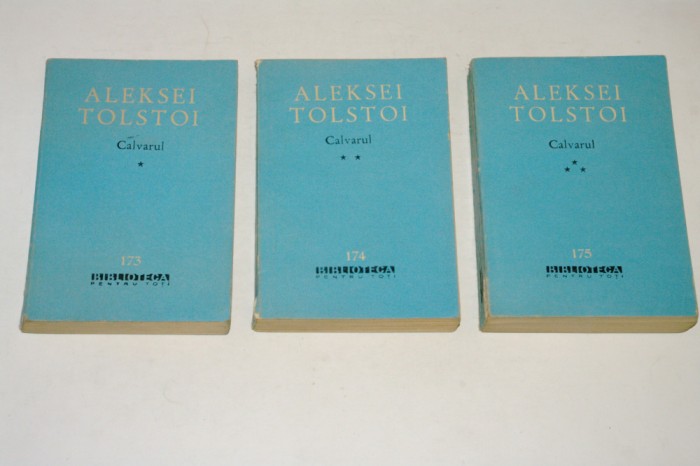 ALEKSEI
TOLSTOI
Calvarul
★
173
BIBLIOTECA
PENTRU TOȚI
ALEKSEI
TOLSTOI
Calvarul
★ ★
174
BIBLIOTECA
PENTRU TOȚI
ALEKSEI
TOLSTOI
Calvarul
★
★ ★
175
BIBLIOTECA
PENTRU TOȚI